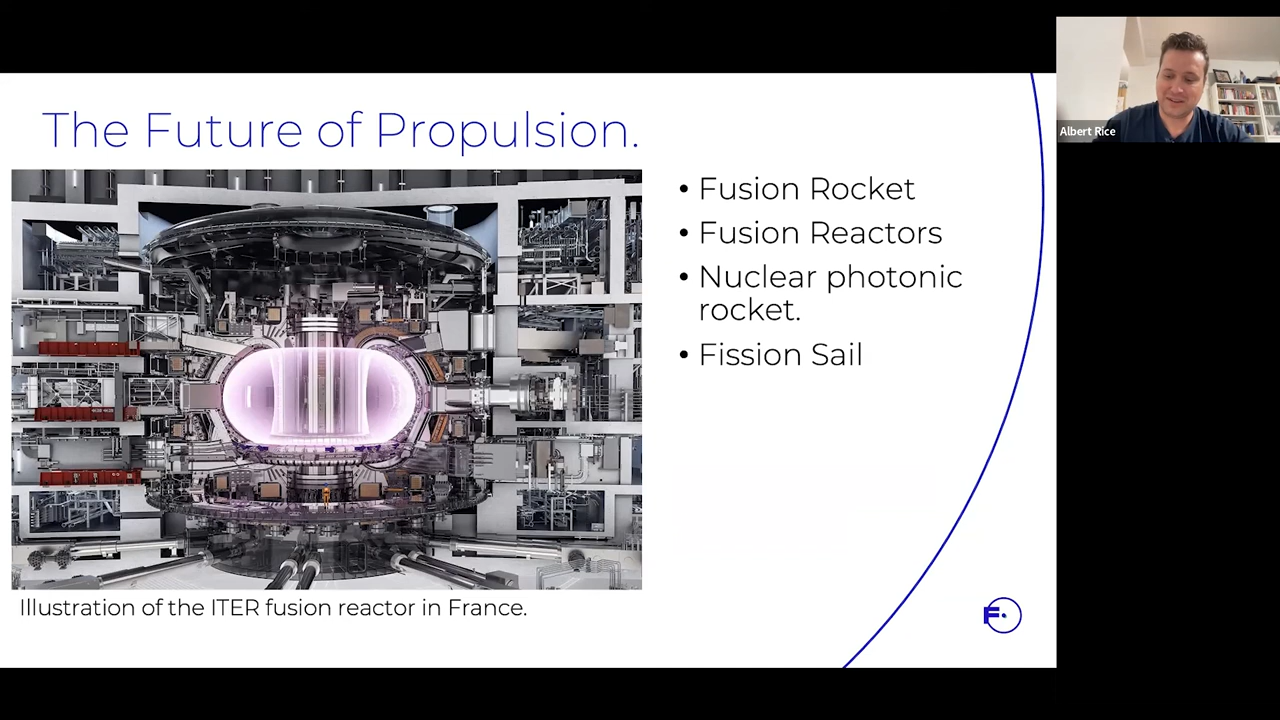 The Future of Propulsion.
• Fusion Rocket
• Fusion Reactors
• Nuclear photonic
rocket.
• Fission Sail
Illustration of the ITER fusion reactor in France.
F
Albert Rice